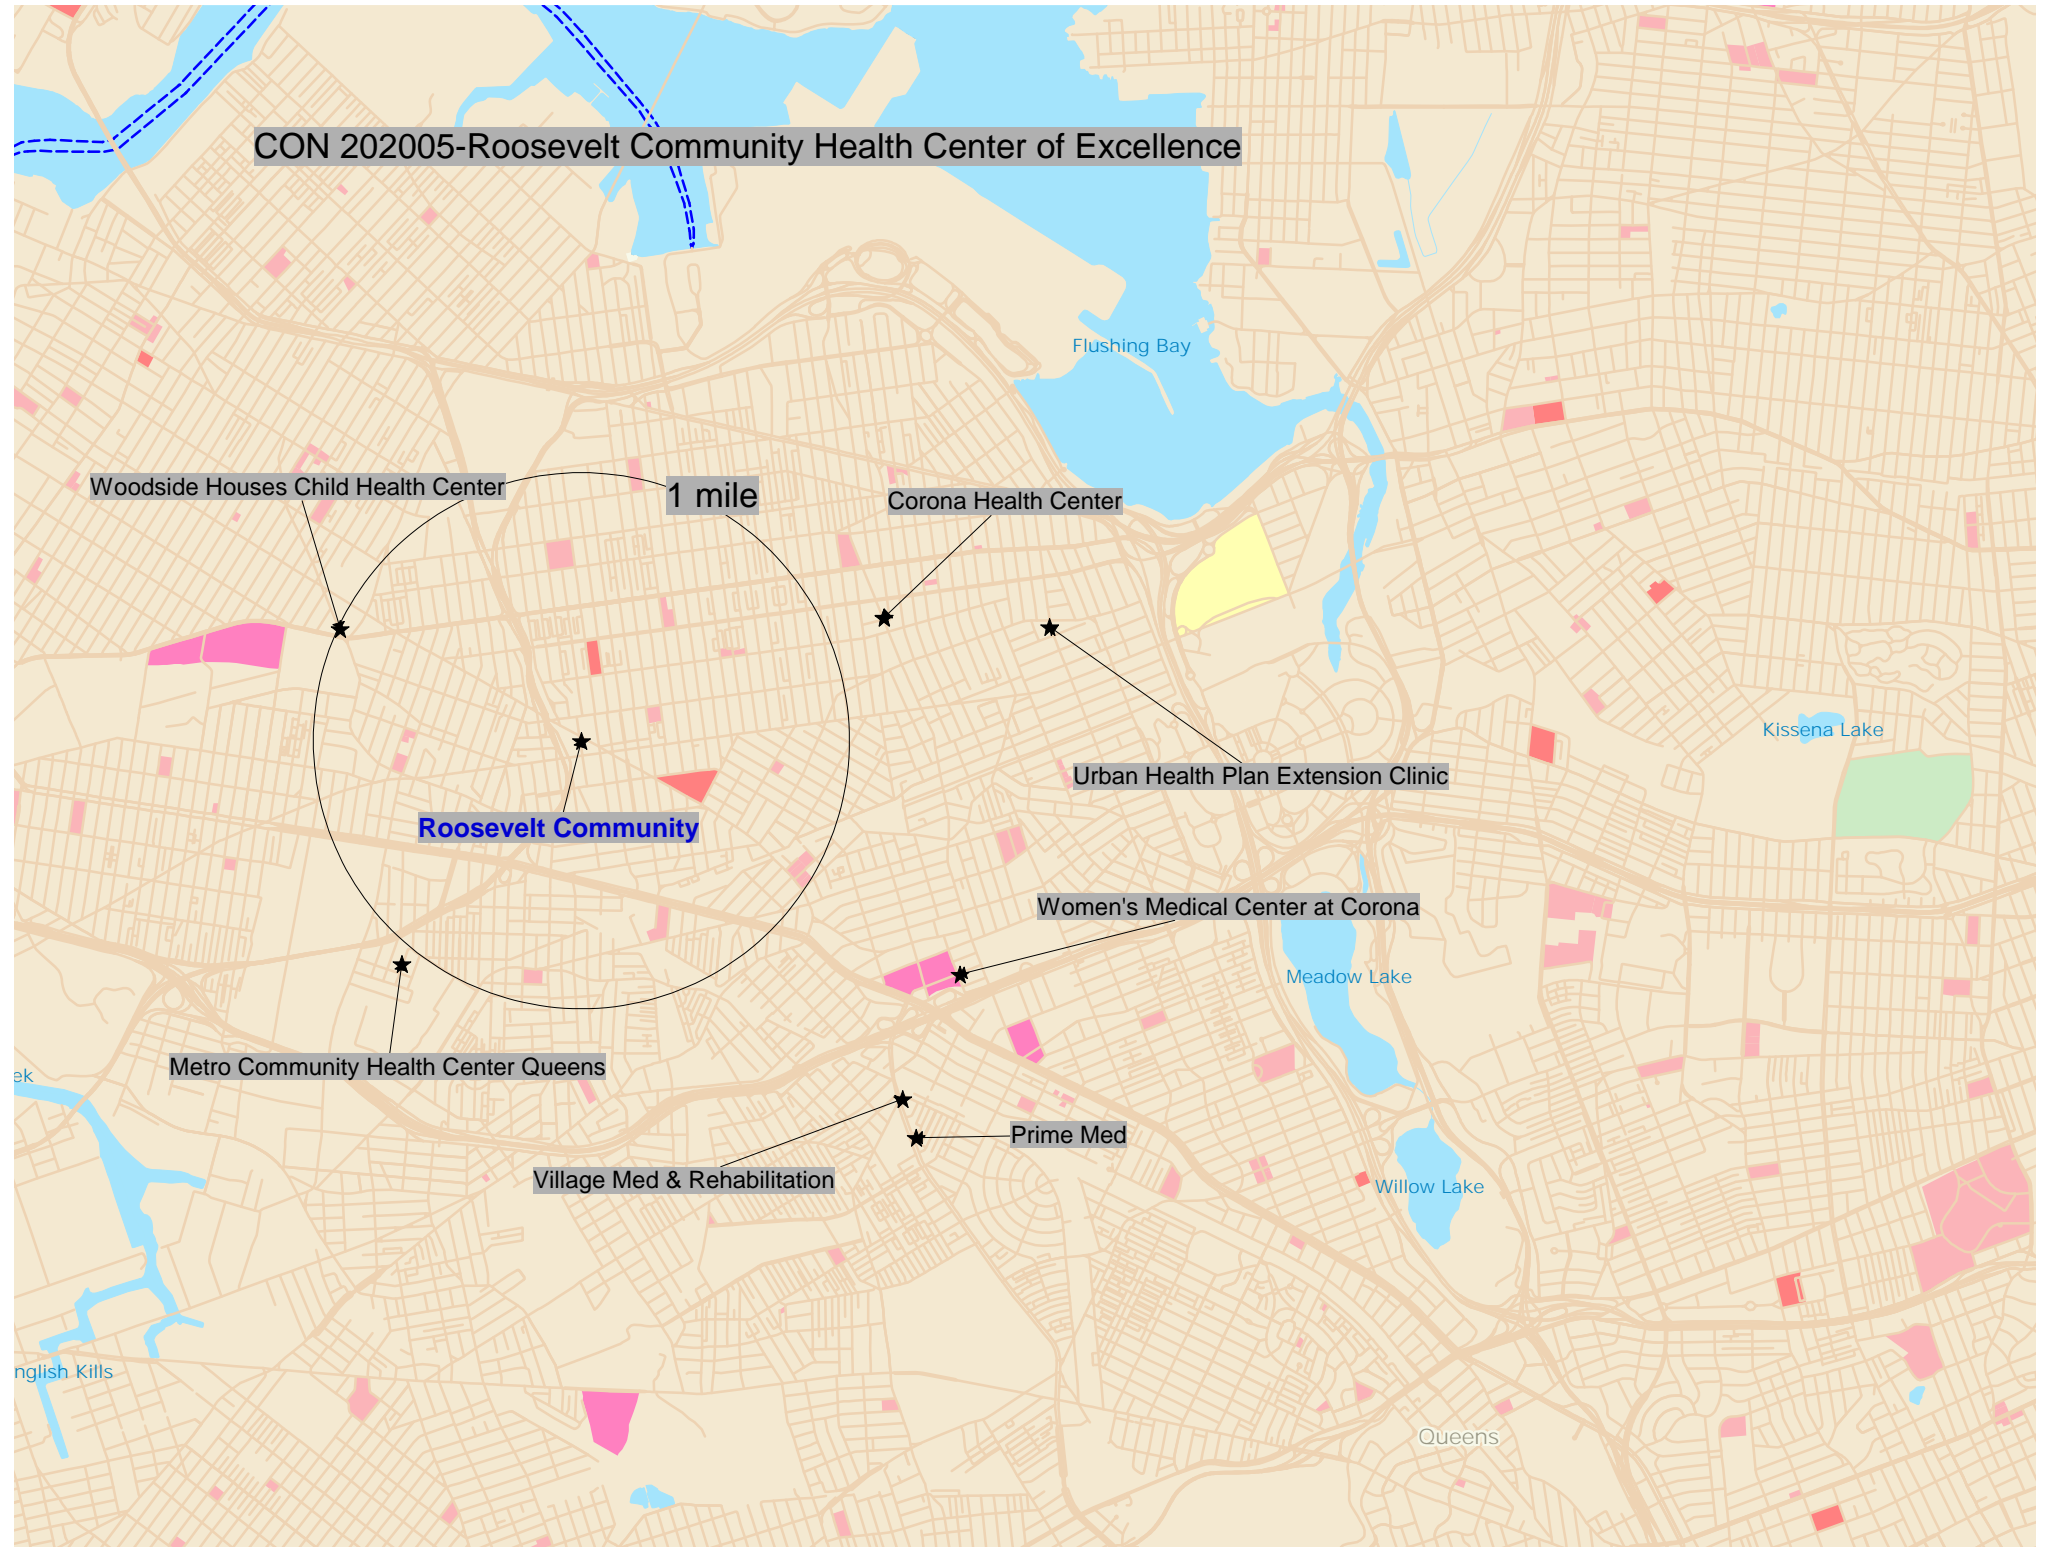 CON 202005-Roosevelt Community Health Center of Excellence
Flushing Bay
Woodside Houses Child Health Center
1 mile
Corona Health Center
Kissena Lake
Urban Health Plan Extension Clinic
Roosevelt Community
Women's Medical Center at Corona
Meadow Lake
Metro Community Health Center Queens
ek
Prime Med
Village Med & Rehabilitation
Willow Lake
nglish Kills
Queens